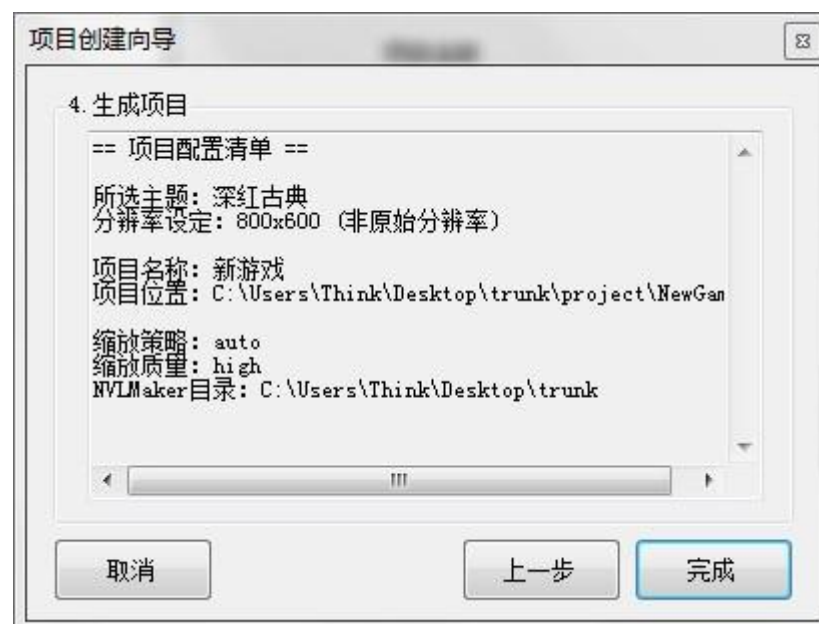 项目创建向导
4.生成项目
== 项目配置清单 ==
所选主题：深红古典
分辨率设定：800x600（非原始分辨率）
项目名称：新游戏
项目位置：C:\Users\Think\Desktop\trunk\project\NewGam
缩放策略：auto
缩放质量：high
NVLMaker目录：C:\Users\Think\Desktop\trunk
取消
上一步
完成